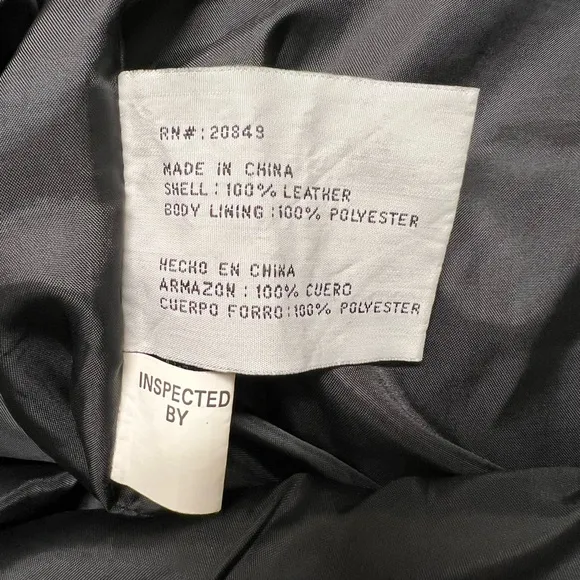 RN#:20849
MADE IN CHINA
SHELL: 100% LEATHER
BODY LINING:100% POLYESTER
HECHO EN CHINA
ARMAZON : 100% CUERO
CUERPO FORRO:100% POLYESTER
INSPECTED
BY